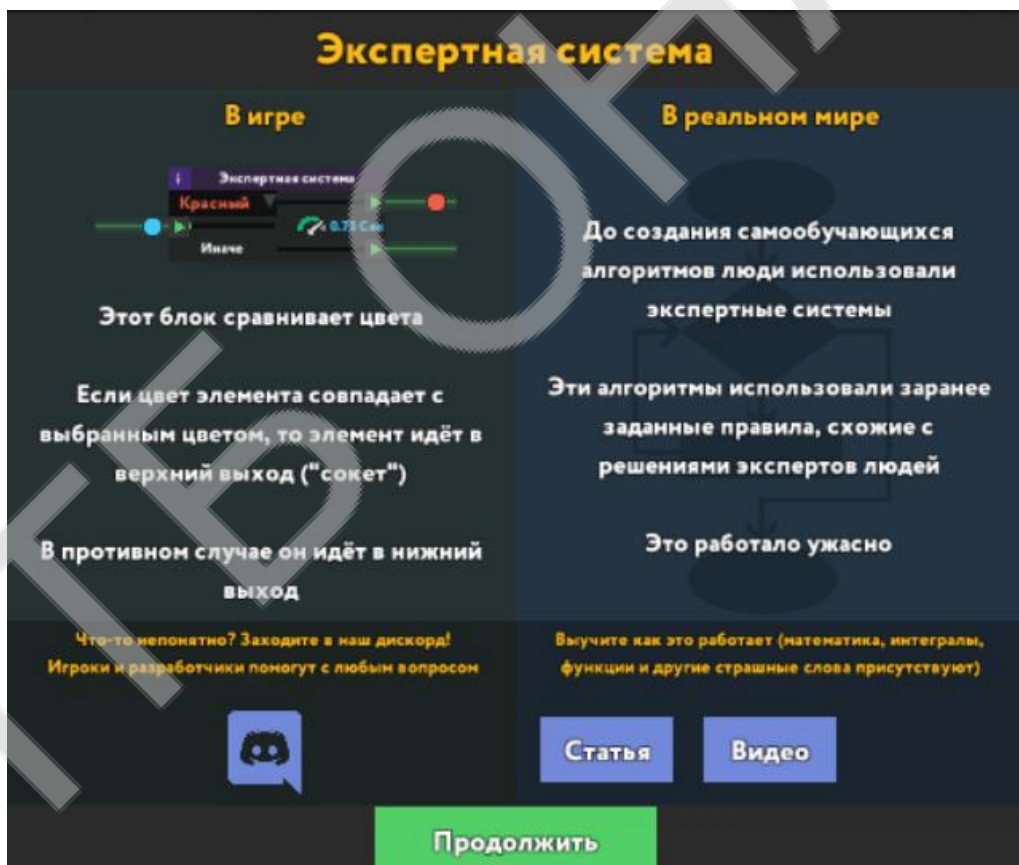 Экспертная система
В игре
Экспертная система
Красный
0.73 Сек
Иначе
Этот блок сравнивает цвета
Если цвет элемента совпадает с
выбранным цветом, то элемент идёт в
верхний выход ("сокет")
В противном случае он идёт в нижний
выход
Что-то непонятно? Заходите в наш дискорд!
Игроки и разработчики помогут с любым вопросом
В реальном мире
До создания самообучающихся
алгоритмов люди использовали
экспертные системы
Эти алгоритмы использовали заранее
заданные правила, схожие с
решениями экспертов людей
Это работало ужасно
Выучите как это работает (математика, интегралы,
функции и другие страшные слова присутствуют)
Статья
Видео
Продолжить